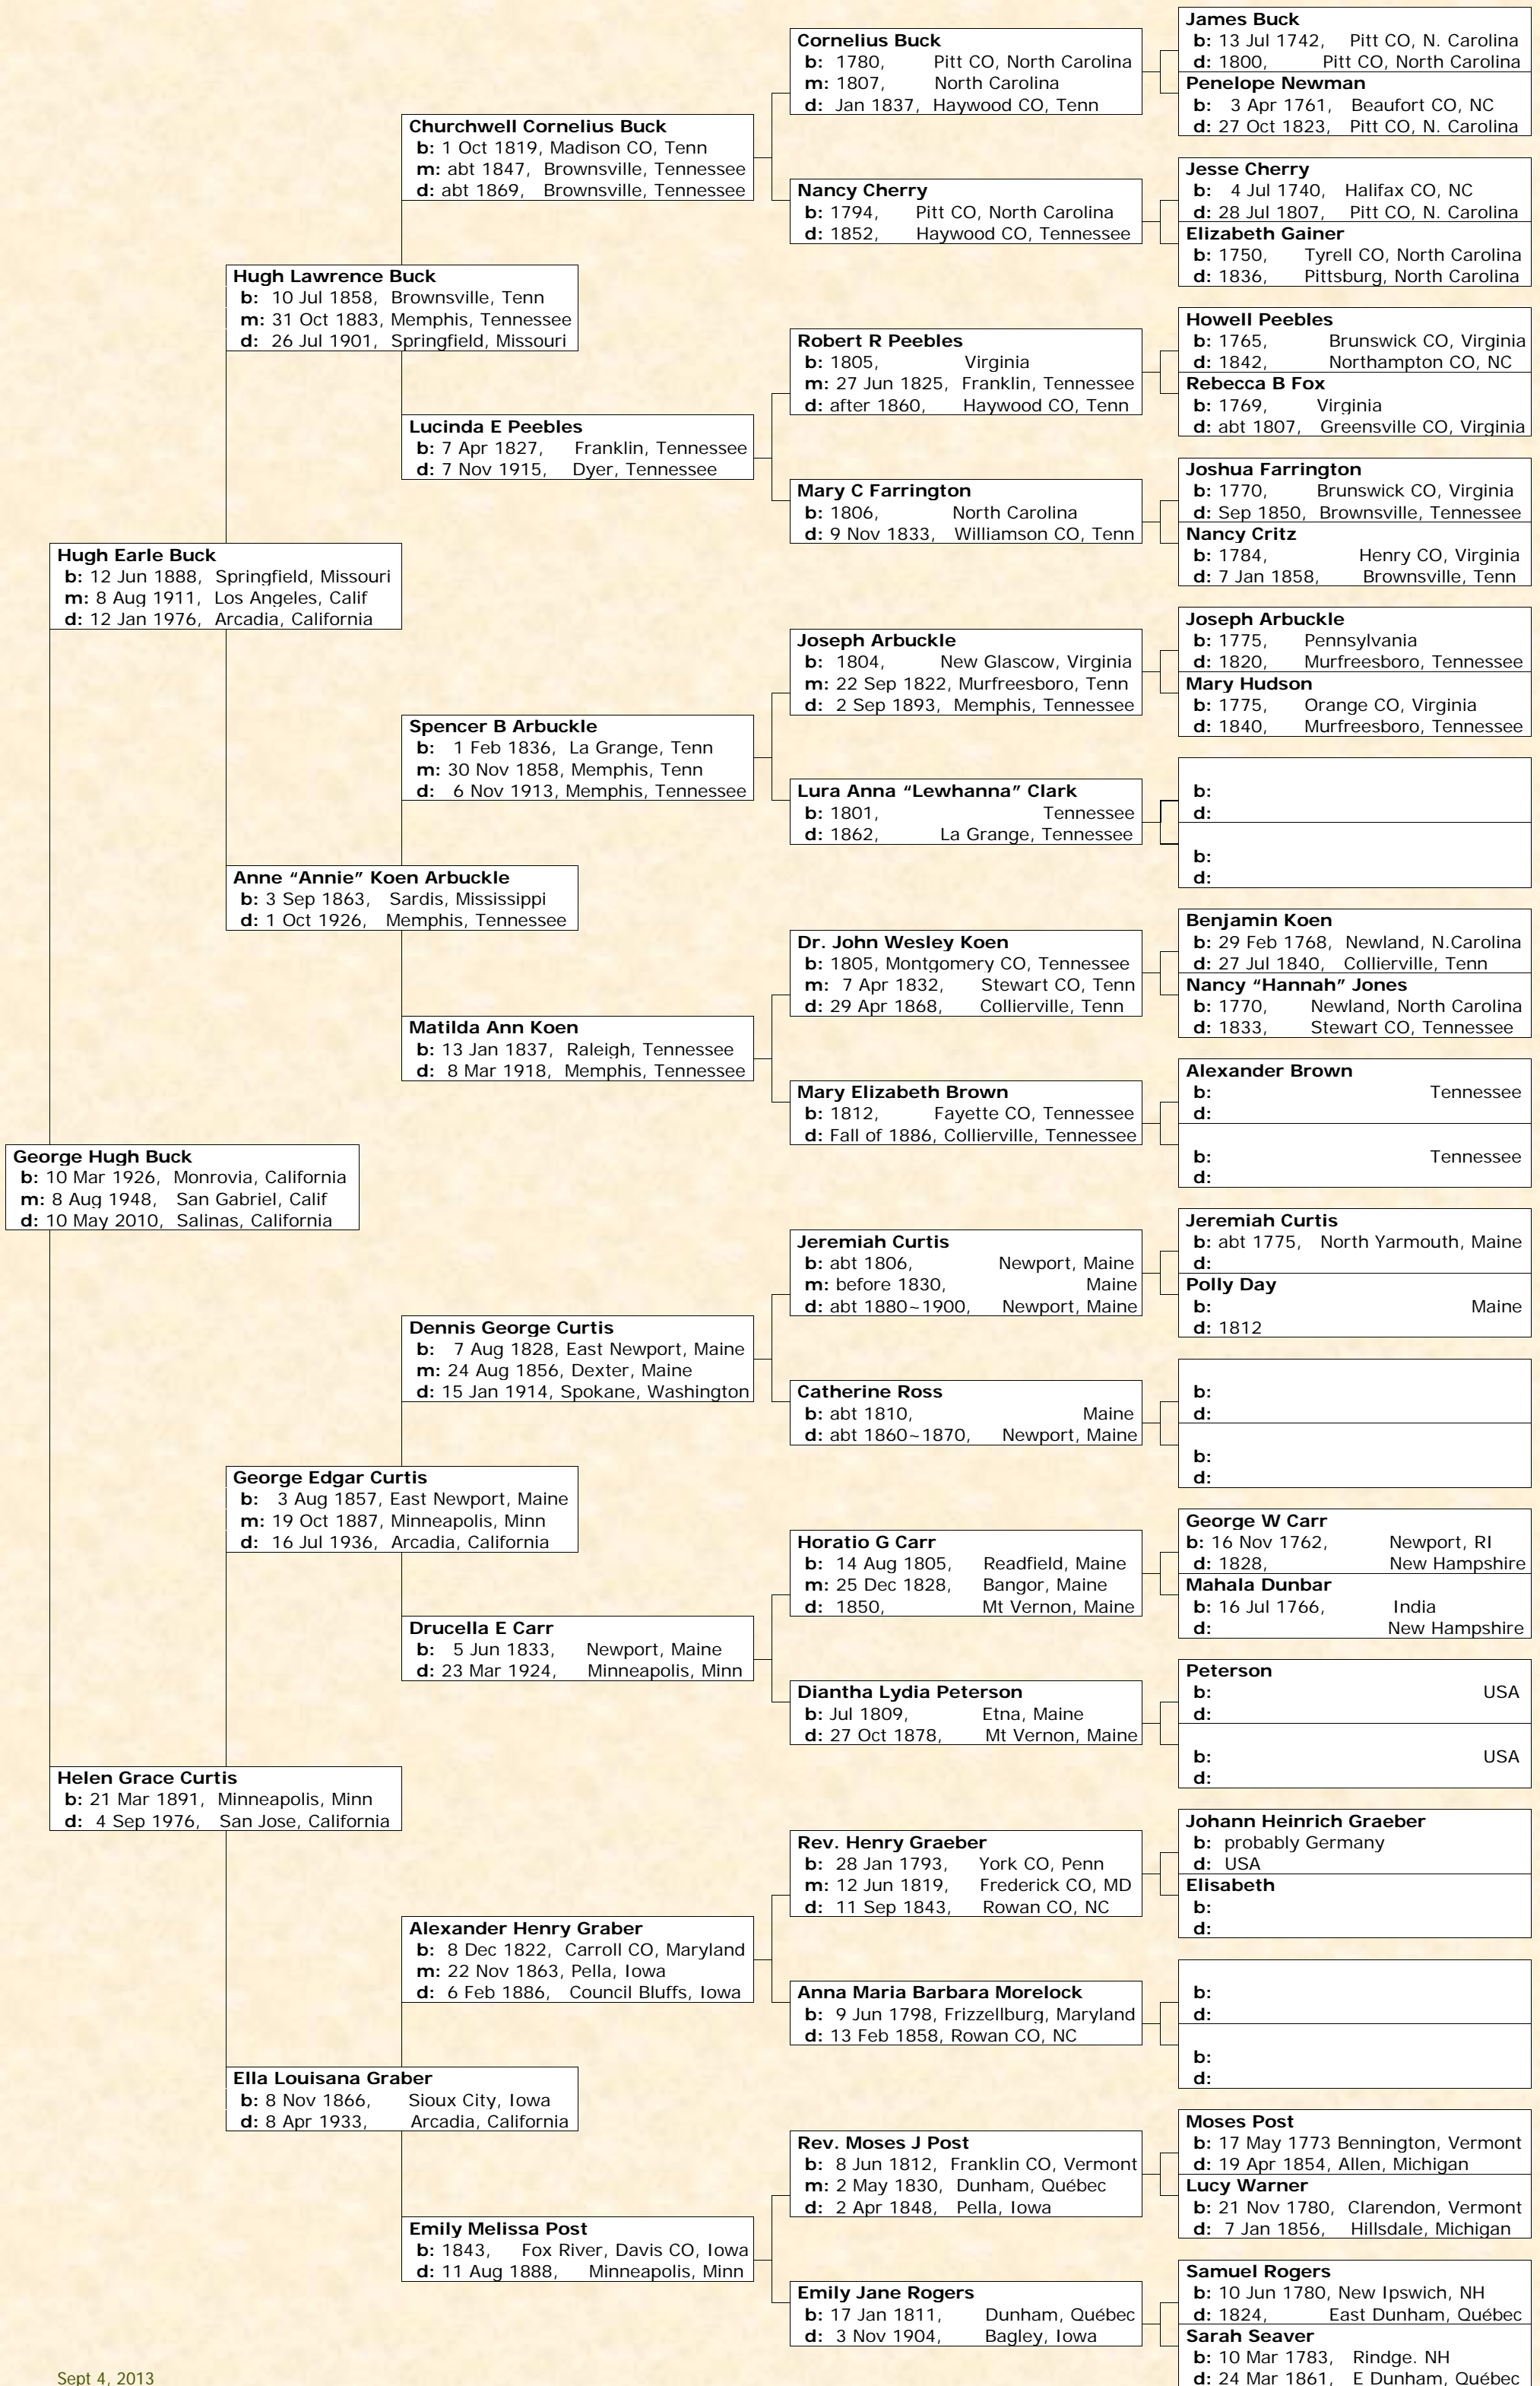 James Buck
b: 13 Jul 1742, Pitt CO, N. Carolina
d: 1800, Pitt CO, North Carolina
Penelope Newman
b: 3 Apr 1761, Beaufort CO, NC
d: 27 Oct 1823, Pitt CO, N. Carolina
Cornelius Buck
b: 1780, Pitt CO, North Carolina
m: 1807, North Carolina
d: Jan 1837, Haywood CO, Tenn
Churchwell Cornelius Buck
b: 1 Oct 1819, Madison CO, Tenn
m: abt 1847, Brownsville, Tennessee
d: abt 1869, Brownsville, Tennessee
Nancy Cherry
b: 1794, Pitt CO, North Carolina
d: 1852, Haywood CO, Tennessee
Jesse Cherry
b: 4 Jul 1740, Halifax CO, NC
d: 28 Jul 1807, Pitt CO, N. Carolina
Elizabeth Gainer
b: 1750, Tyrell CO, North Carolina
d: 1836, Pittsburg, North Carolina
Hugh Lawrence Buck
b: 10 Jul 1858, Brownsville, Tenn
m: 31 Oct 1883, Memphis, Tennessee
d: 26 Jul 1901, Springfield, Missouri
Robert R Peebles
b: 1805, Virginia
m: 27 Jun 1825, Franklin, Tennessee
d: after 1860, Haywood CO, Tenn
Howell Peebles
b: 1765, Brunswick CO, Virginia
d: 1842, Northampton CO, NC
Rebecca B Fox
b: 1769, Virginia
d: abt 1807, Greensville CO, Virginia
Lucinda E Peebles
b: 7 Apr 1827, Franklin, Tennessee
d: 7 Nov 1915, Dyer, Tennessee
Mary C Farrington
b: 1806, North Carolina
d: 9 Nov 1833, Williamson CO, Tenn
Joshua Farrington
b: 1770, Brunswick CO, Virginia
d: Sep 1850, Brownsville, Tennessee
Nancy Critz
b: 1784, Henry CO, Virginia
d: 7 Jan 1858, Brownsville, Tenn
Hugh Earle Buck
b: 12 Jun 1888, Springfield, Missouri
m: 8 Aug 1911, Los Angeles, Calif
d: 12 Jan 1976, Arcadia, California
Joseph Arbuckle
b: 1804, New Glascow, Virginia
m: 22 Sep 1822, Murfreesboro, Tenn
d: 2 Sep 1893, Memphis, Tennessee
Joseph Arbuckle
b: 1775, Pennsylvania
d: 1820, Murfreesboro, Tennessee
Mary Hudson
b: 1775, Orange CO, Virginia
d: 1840, Murfreesboro, Tennessee
Spencer B Arbuckle
b: 1 Feb 1836, La Grange, Tenn
m: 30 Nov 1858, Memphis, Tenn
d: 6 Nov 1913, Memphis, Tennessee
Lura Anna “Lewhanna” Clark
b: 1801, Tennessee
d: 1862, La Grange, Tennessee
b:
d:
b:
d:
Anne “Annie” Koen Arbuckle
b: 3 Sep 1863, Sardis, Mississippi
d: 1 Oct 1926, Memphis, Tennessee
Dr. John Wesley Koen
b: 1805, Montgomery CO, Tennessee
m: 7 Apr 1832, Stewart CO, Tenn
d: 29 Apr 1868, Collierville, Tenn
Benjamin Koen
b: 29 Feb 1768, Newland, N.Carolina
d: 27 Jul 1840, Collierville, Tenn
Nancy “Hannah” Jones
b: 1770, Newland, North Carolina
d: 1833, Stewart CO, Tennessee
Matilda Ann Koen
b: 13 Jan 1837, Raleigh, Tennessee
d: 8 Mar 1918, Memphis, Tennessee
Mary Elizabeth Brown
b: 1812, Fayette CO, Tennessee
d: Fall of 1886, Collierville, Tennessee
Alexander Brown
b: Tennessee
d:
b: Tennessee
d:
George Hugh Buck
b: 10 Mar 1926, Monrovia, California
m: 8 Aug 1948, San Gabriel, Calif
d: 10 May 2010, Salinas, California
Jeremiah Curtis
b: abt 1806, Newport, Maine
m: before 1830, Maine
d: abt 1880~1900, Newport, Maine
Jeremiah Curtis
b: abt 1775, North Yarmouth, Maine
d:
Polly Day
b: Maine
d: 1812
Dennis George Curtis
b: 7 Aug 1828, East Newport, Maine
m: 24 Aug 1856, Dexter, Maine
d: 15 Jan 1914, Spokane, Washington
Catherine Ross
b: abt 1810, Maine
d: abt 1860~1870, Newport, Maine
b:
d:
b:
d:
George Edgar Curtis
b: 3 Aug 1857, East Newport, Maine
m: 19 Oct 1887, Minneapolis, Minn
d: 16 Jul 1936, Arcadia, California
Horatio G Carr
b: 14 Aug 1805, Readfield, Maine
m: 25 Dec 1828, Bangor, Maine
d: 1850, Mt Vernon, Maine
George W Carr
b: 16 Nov 1762, Newport, RI
d: 1828, New Hampshire
Mahala Dunbar
b: 16 Jul 1766, India
d: New Hampshire
Drucella E Carr
b: 5 Jun 1833, Newport, Maine
d: 23 Mar 1924, Minneapolis, Minn
Diantha Lydia Peterson
b: Jul 1809, Etna, Maine
d: 27 Oct 1878, Mt Vernon, Maine
Peterson
b: USA
d:
b: USA
d:
Helen Grace Curtis
b: 21 Mar 1891, Minneapolis, Minn
d: 4 Sep 1976, San Jose, California
Rev. Henry Graeber
b: 28 Jan 1793, York CO, Penn
m: 12 Jun 1819, Frederick CO, MD
d: 11 Sep 1843, Rowan CO, NC
Johann Heinrich Graeber
b: probably Germany
d: USA
Elisabeth
b:
d:
Alexander Henry Graber
b: 8 Dec 1822, Carroll CO, Maryland
m: 22 Nov 1863, Pella, Iowa
d: 6 Feb 1886, Council Bluffs, Iowa
Anna Maria Barbara Morelock
b: 9 Jun 1798, Frizzellburg, Maryland
d: 13 Feb 1858, Rowan CO, NC
b:
d:
b:
d:
Ella Louisana Graber
b: 8 Nov 1866, Sioux City, Iowa
d: 8 Apr 1933, Arcadia, California
Rev. Moses J Post
b: 8 Jun 1812, Franklin CO, Vermont
m: 2 May 1830, Dunham, Québec
d: 2 Apr 1848, Pella, Iowa
Moses Post
b: 17 May 1773 Bennington, Vermont
d: 19 Apr 1854, Allen, Michigan
Lucy Warner
b: 21 Nov 1780, Clarendon, Vermont
d: 7 Jan 1856, Hillsdale, Michigan
Emily Melissa Post
b: 1843, Fox River, Davis CO, Iowa
d: 11 Aug 1888, Minneapolis, Minn
Emily Jane Rogers
b: 17 Jan 1811, Dunham, Québec
d: 3 Nov 1904, Bagley, Iowa
Samuel Rogers
b: 10 Jun 1780, New Ipswich, NH
d: 1824, East Dunham, Québec
Sarah Seaver
b: 10 Mar 1783, Rindge. NH
d: 24 Mar 1861, E Dunham, Québec
Sept 4, 2013